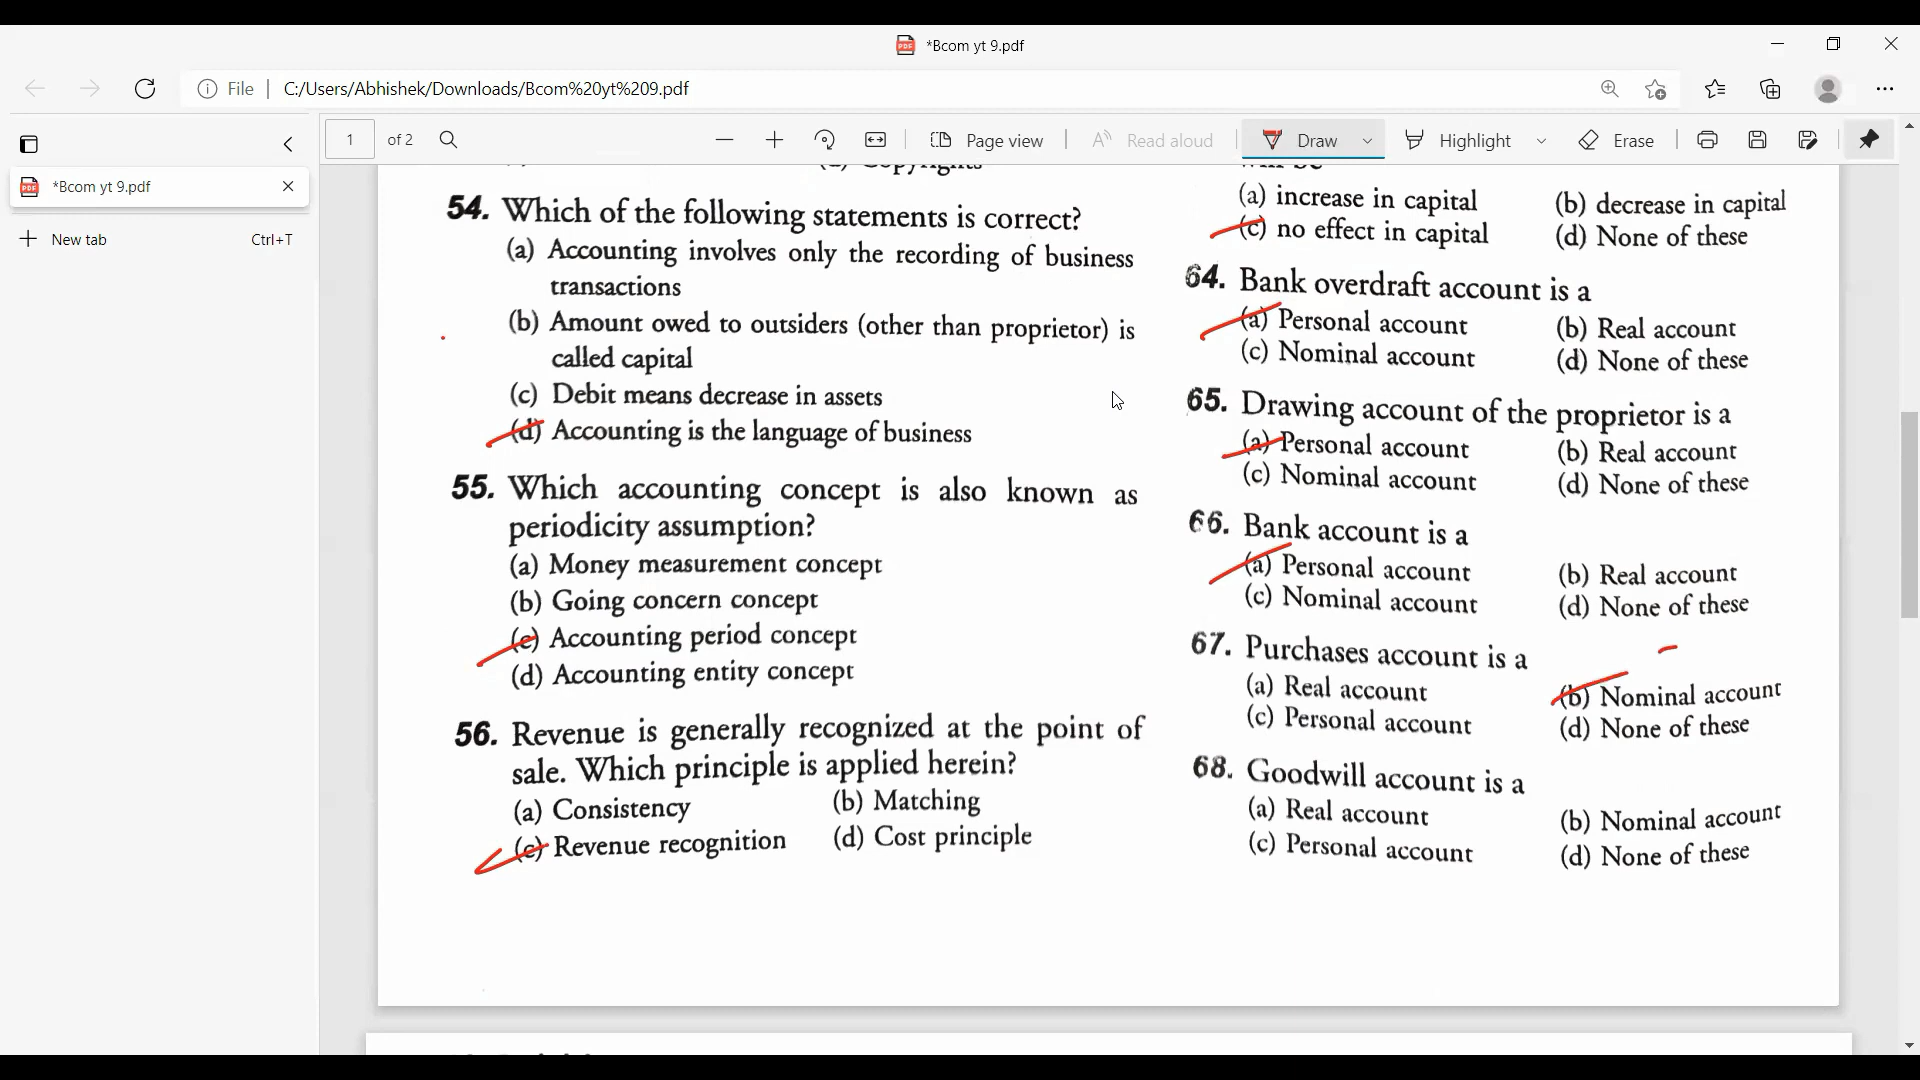 *Bcom yt 9.pdf
File | C:/Users/Abhishek/Downloads/Bcom%20yt%209.pdf
*Bcom yt 9.pdf
New tab Ctrl+T
1 of 2 Page view Read aloud Draw Highlight Erase
Copyrights
54. Which of the following statements is correct?
(a) Accounting involves only the recording of business
transactions
(b) Amount owed to outsiders (other than proprietor) is
called capital
(c) Debit means decrease in assets
(d) Accounting is the language of business
55. Which accounting concept is also known as
periodicity assumption?
(a) Money measurement concept
(b) Going concern concept
(c) Accounting period concept
(d) Accounting entity concept
56. Revenue is generally recognized at the point of
sale. Which principle is applied herein?
(a) Consistency (b) Matching
(c) Revenue recognition (d) Cost principle
(a) increase in capital (b) decrease in capital
(c) no effect in capital (d) None of these
64. Bank overdraft account is a
(a) Personal account (b) Real account
(c) Nominal account (d) None of these
65. Drawing account of the proprietor is a
(a) Personal account (b) Real account
(c) Nominal account (d) None of these
66. Bank account is a
(a) Personal account (b) Real account
(c) Nominal account (d) None of these
67. Purchases account is a
(a) Real account (b) Nominal account
(c) Personal account (d) None of these
68. Goodwill account is a
(a) Real account (b) Nominal account
(c) Personal account (d) None of these